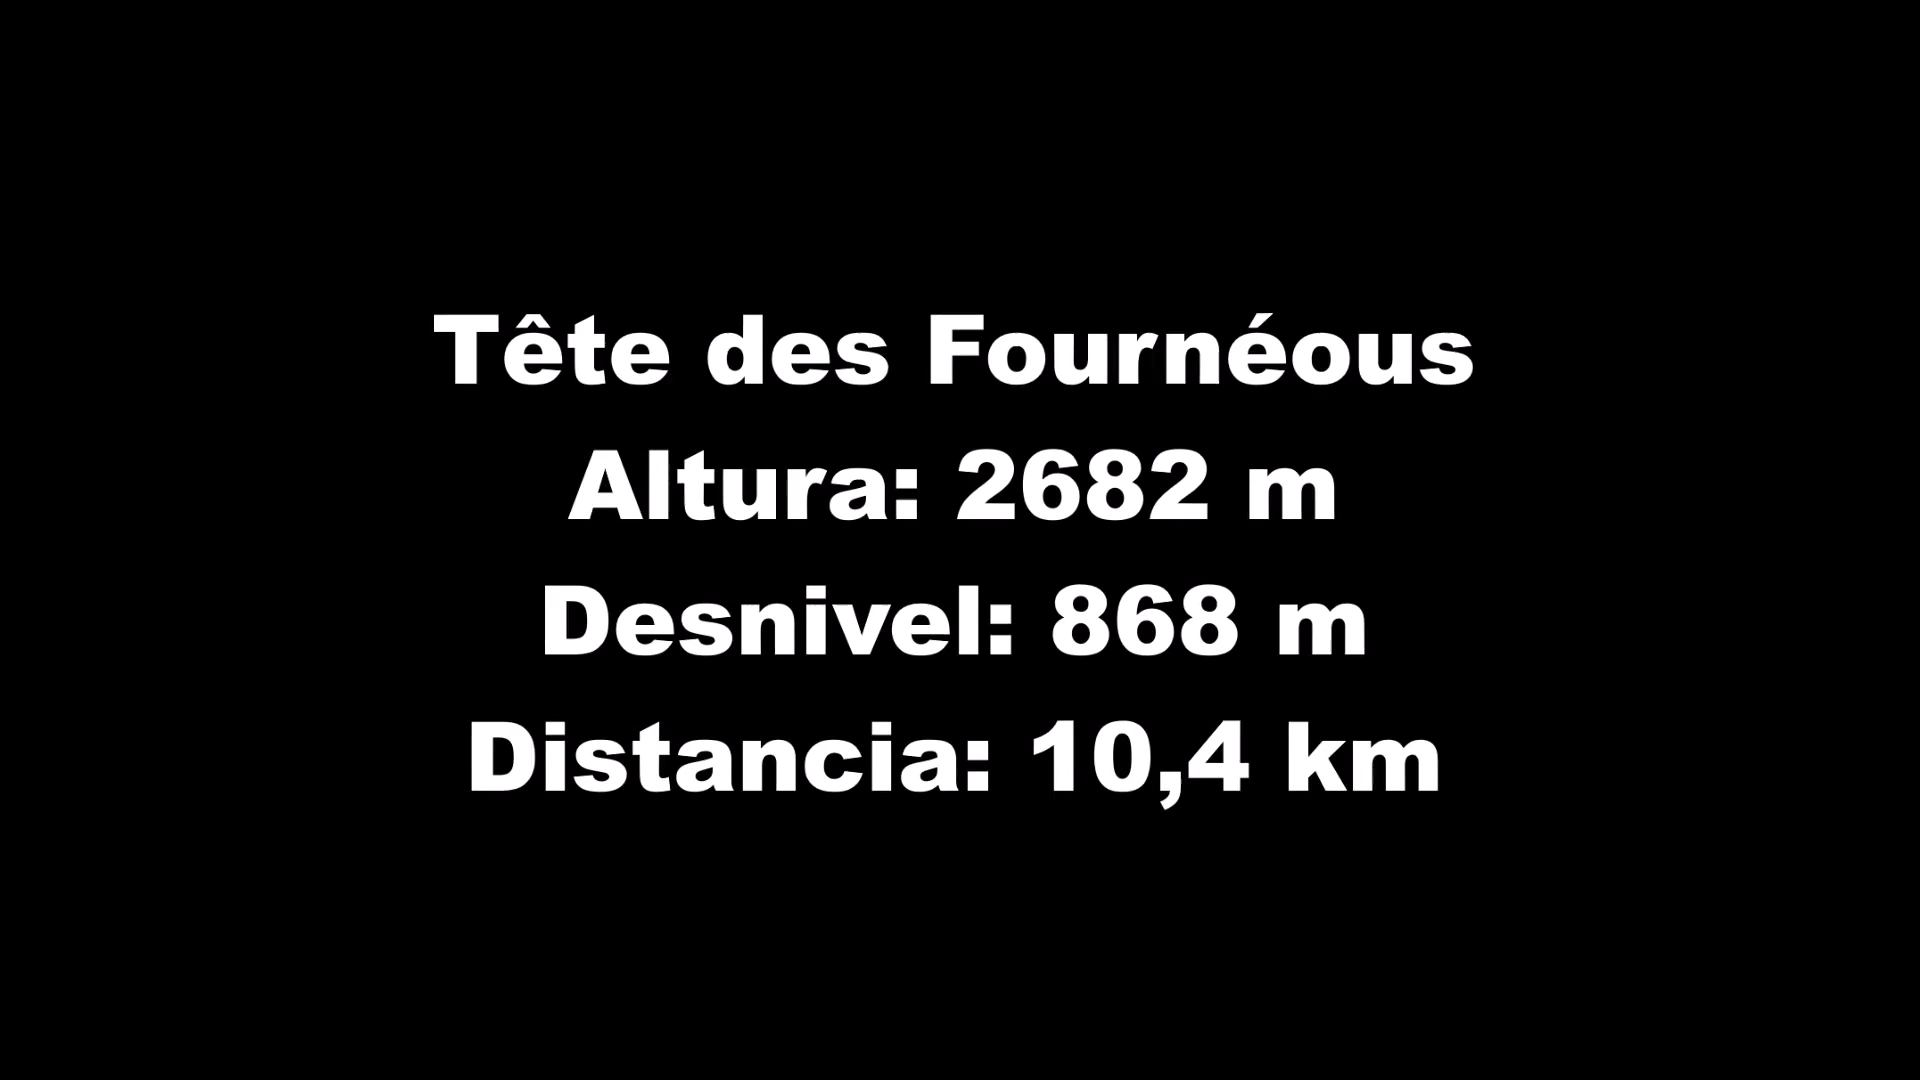 Tête des Fournéous
Altura: 2682 m
Desnivel: 868 m
Distancia: 10,4 km